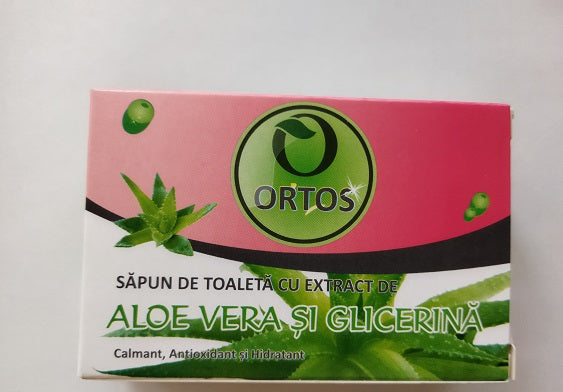 ORTOS
SĂPUN DE TOALETĂ CU EXTRACT DE
ALOE VERA ȘI GLICERINĂ
Calmant, Antioxidant și Hidratant